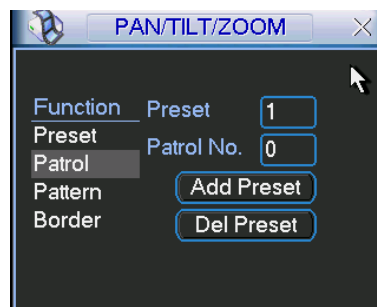 PAN/TILT/ZOOM
Function
Preset
Patrol
Pattern
Border
Preset 1
Patrol No. 0
Add Preset
Del Preset